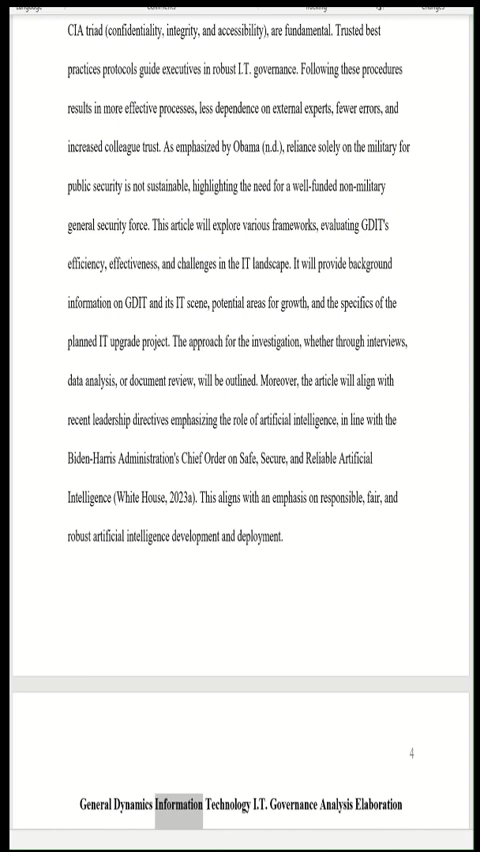 CIA triad (confidentiality, integrity, and accessibility), are fundamental. Trusted best
practices protocols guide executives in robust I.T. governance. Following these procedures
results in more effective processes, less dependence on external experts, fewer errors, and
increased colleague trust. As emphasized by Obama (n.d.), reliance solely on the military for
public security is not sustainable, highlighting the need for a well-funded non-military
general security force. This article will explore various frameworks, evaluating GDIT's
efficiency, effectiveness, and challenges in the IT landscape. It will provide background
information on GDIT and its IT scene, potential areas for growth, and the specifics of the
planned IT upgrade project. The approach for the investigation, whether through interviews,
data analysis, or document review, will be outlined. Moreover, the article will align with
recent leadership directives emphasizing the role of artificial intelligence, in line with the
Biden-Harris Administration's Chief Order on Safe, Secure, and Reliable Artificial
Intelligence (White House, 2023a). This aligns with an emphasis on responsible, fair, and
robust artificial intelligence development and deployment.
4
General Dynamics Information Technology I.T. Governance Analysis Elaboration